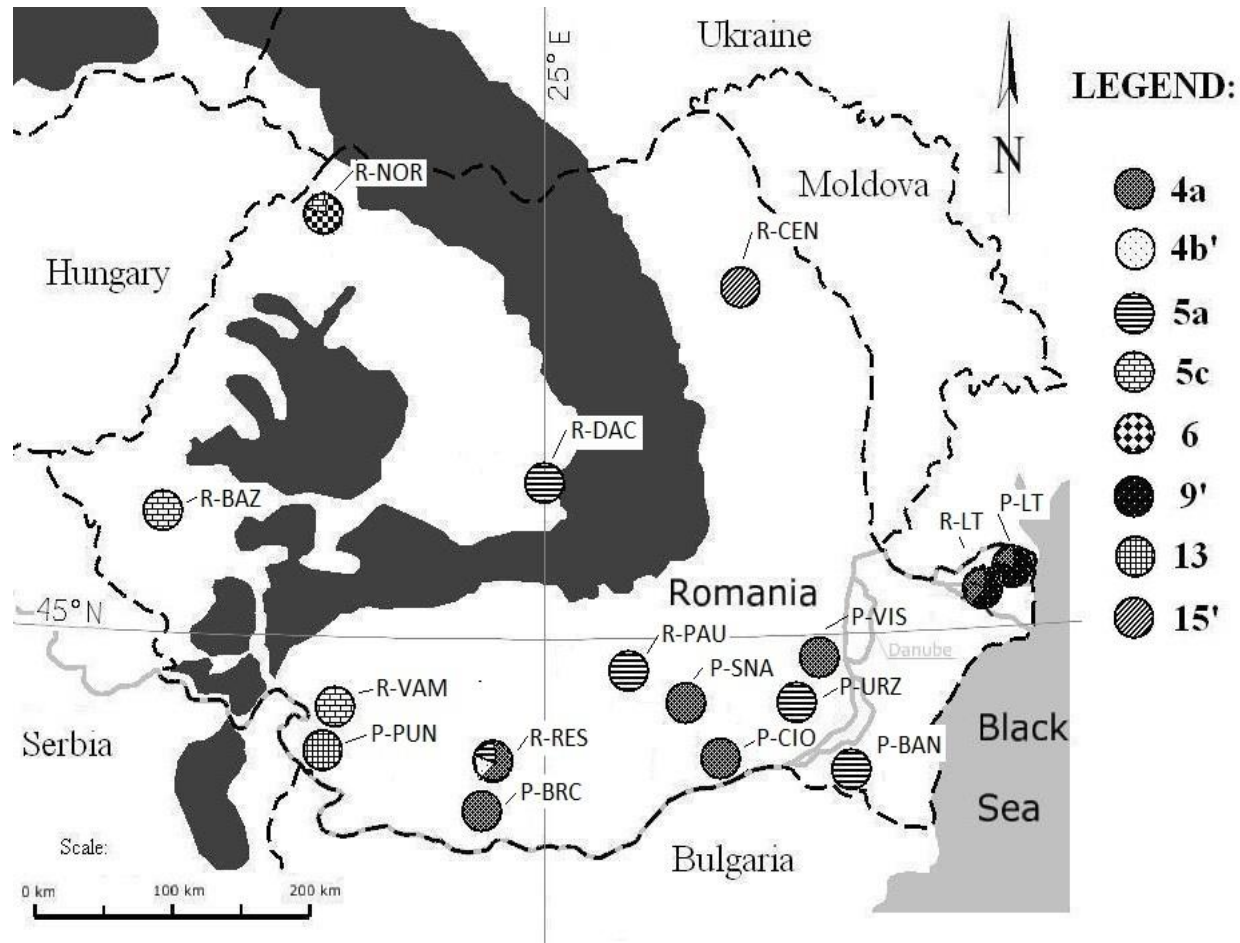 Ukraine
25° E
LEGEND:
N
R-NOR
Moldova
4a
R-CEN
4b'
Hungary
5a
5c
R-DAC
6
R-BAZ
9'
P-LT
R-LT
13
45°N
Romania
15'
P-VIS
R-PAU
Danube
P-SNA
R-VAM
P-URZ
Serbia
P-PUN
R-RES
P-CIO
P-BAN
Black
Sea
P-BRC
Scale:
Bulgaria
0 km 100 km 200 km